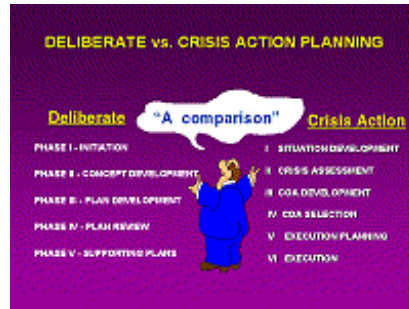 DELIBERATE vs. CRISIS ACTION PLANNING
"A comparison"
Deliberate
PHASE I - INITIATION
PHASE II - CONCEPT DEVELOPMENT
PHASE III - PLAN DEVELOPMENT
PHASE IV - PLAN REVIEW
PHASE V - SUPPORTING PLANS
Crisis Action
I SITUATION DEVELOPMENT
II CRISIS ASSESSMENT
III COA DEVELOPMENT
IV COA SELECTION
V EXECUTION PLANNING
VI EXECUTION